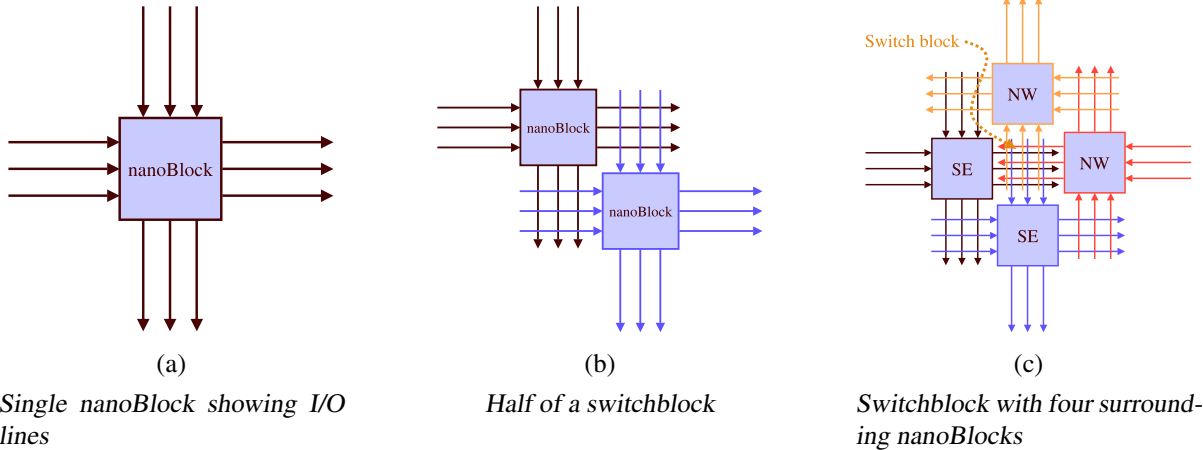 nanoBlock
(a)
Single nanoBlock showing I/O
lines
nanoBlock
nanoBlock
(b)
Half of a switchblock
Switch block
NW
SE
NW
SE
(c)
Switchblock with four surround-
ing nanoBlocks